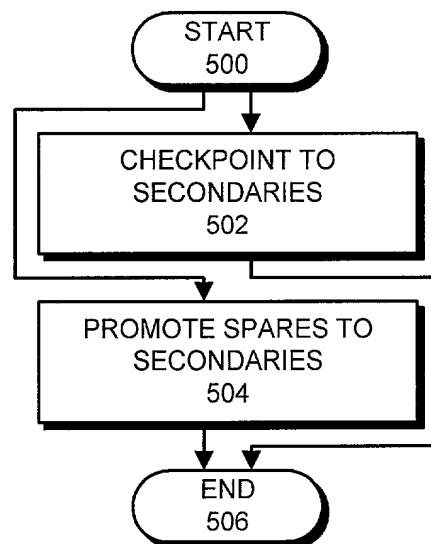 START
500
CHECKPOINT TO
SECONDARIES
502
PROMOTE SPARES TO
SECONDARIES
504
END
506